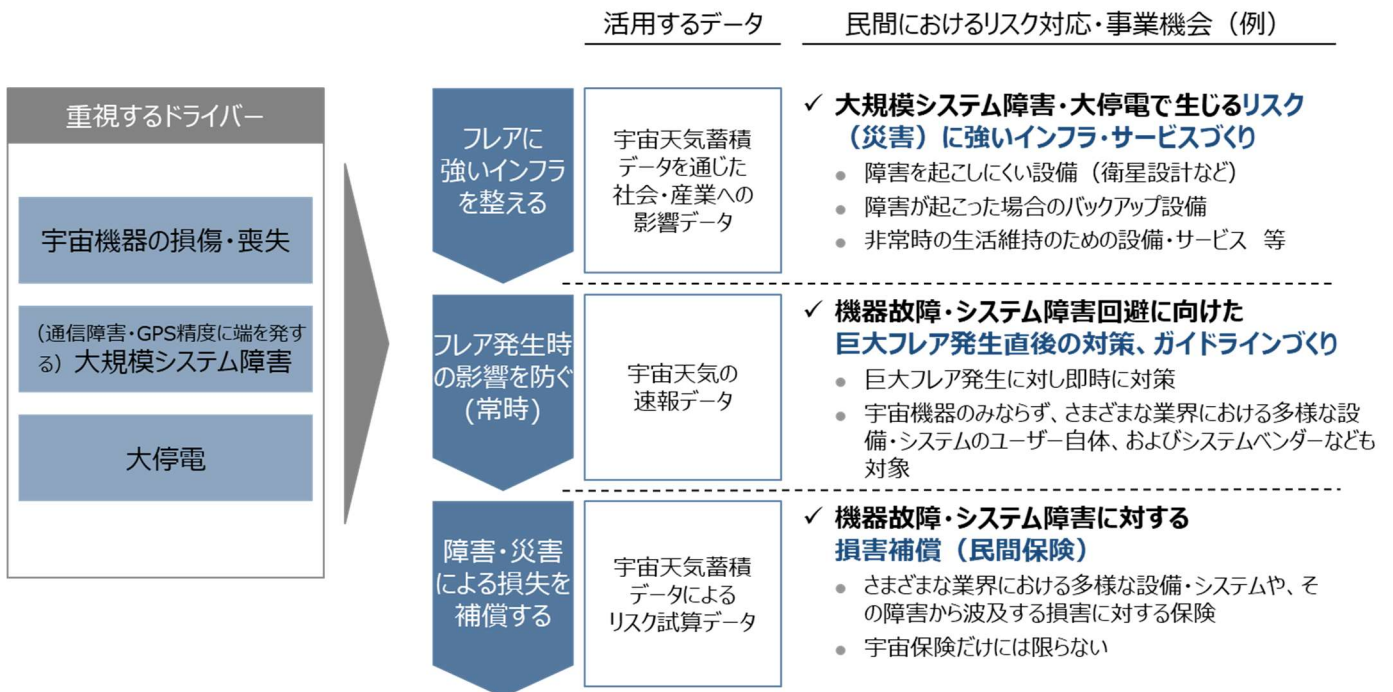 活用するデータ
民間におけるリスク対応・事業機会（例）
重視するドライバー
宇宙機器の損傷・喪失
（通信障害・GPS精度に端を発す
る）大規模システム障害
大停電
フレアに
強いインフラ
を整える
宇宙天気蓄積
データを通じた
社会・産業への
影響データ
✓ 大規模システム障害・大停電で生じるリスク
（災害）に強いインフラ・サービスづくり
● 障害を起こしにくい設備（衛星設計など）
● 障害が起こった場合のバックアップ設備
● 非常時の生活維持のための設備・サービス 等
フレア発生時
の影響を防ぐ
(常時)
宇宙天気の
速報データ
✓ 機器故障・システム障害回避に向けた
巨大フレア発生直後の対策、ガイドラインづくり
● 巨大フレア発生に対し即時に対策
● 宇宙機器のみならず、さまざまな業界における多様な設
備・システムのユーザー自体、およびシステムベンダーなども
対象
障害・災害
による損失を
補償する
宇宙天気蓄積
データによる
リスク試算データ
✓ 機器故障・システム障害に対する
損害補償（民間保険）
● さまざまな業界における多様な設備・システムや、そ
の障害から波及する損害に対する保険
● 宇宙保険だけには限らない